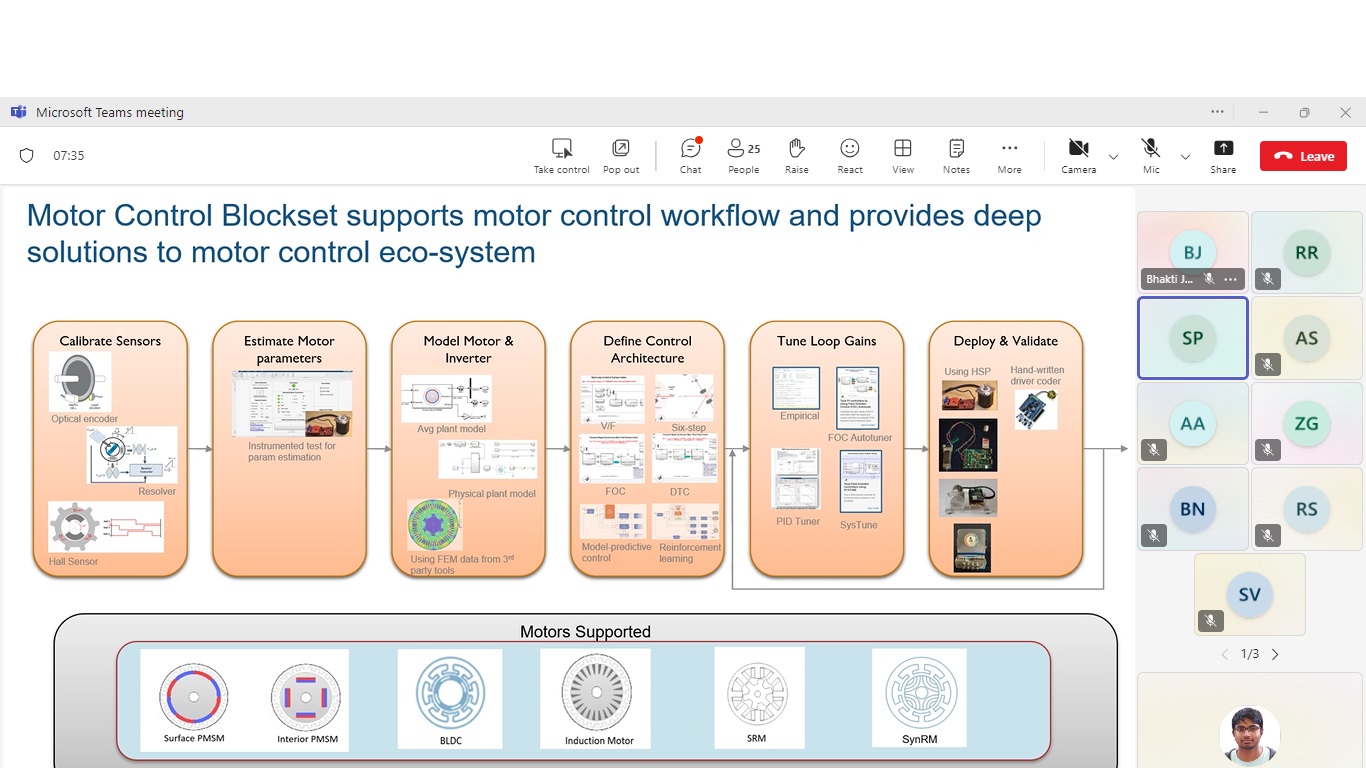 Microsoft Teams meeting
07:35
Take control
Pop out
Chat
25
People
Raise
React
View
Notes
More
Camera
Mic
Share
Leave
Motor Control Blockset supports motor control workflow and provides deep
solutions to motor control eco-system
Calibrate Sensors
Optical encoder
Resolver
Hall Sensor
Estimate Motor
parameters
Instrumented test for
param estimation
Model Motor &
Inverter
Avg plant model
Physical plant model
Using FEM data from 3rd
party tools
Define Control
Architecture
V/F
Six-step
FOC
DTC
Model-predictive
control
Reinforcement
learning
Tune Loop Gains
Empirical
FOC Autotuner
PID Tuner
SysTune
Deploy & Validate
Using HSP
Hand-written
driver coder
Motors Supported
Surface PMSM
Interior PMSM
BLDC
Induction Motor
SRM
SynRM
BJ
Bhakti J...
RR
SP
AS
AA
ZG
BN
RS
SV
1/3